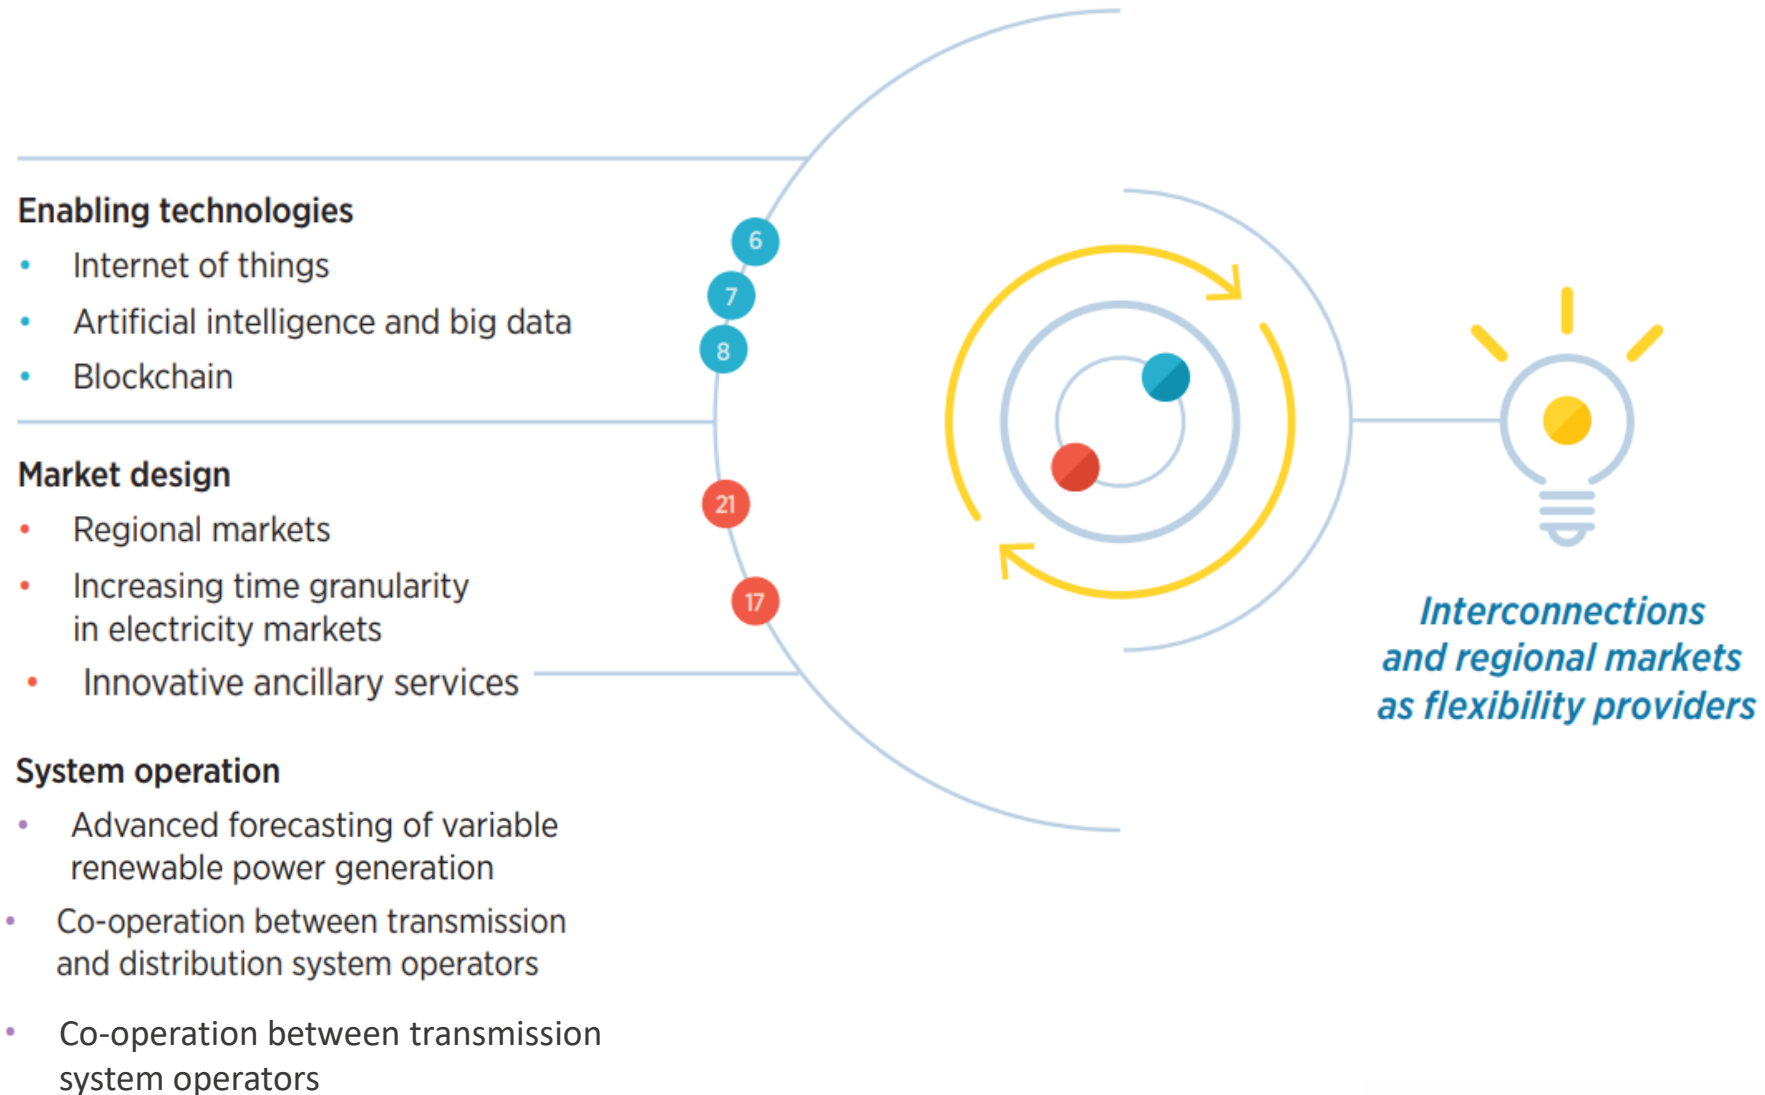 Enabling technologies
• Internet of things
• Artificial intelligence and big data
• Blockchain
6
7
8
Market design
• Regional markets
• Increasing time granularity
in electricity markets
• Innovative ancillary services
21
17
System operation
• Advanced forecasting of variable
renewable power generation
• Co-operation between transmission
and distribution system operators
• Co-operation between transmission
system operators
Interconnections
and regional markets
as flexibility providers